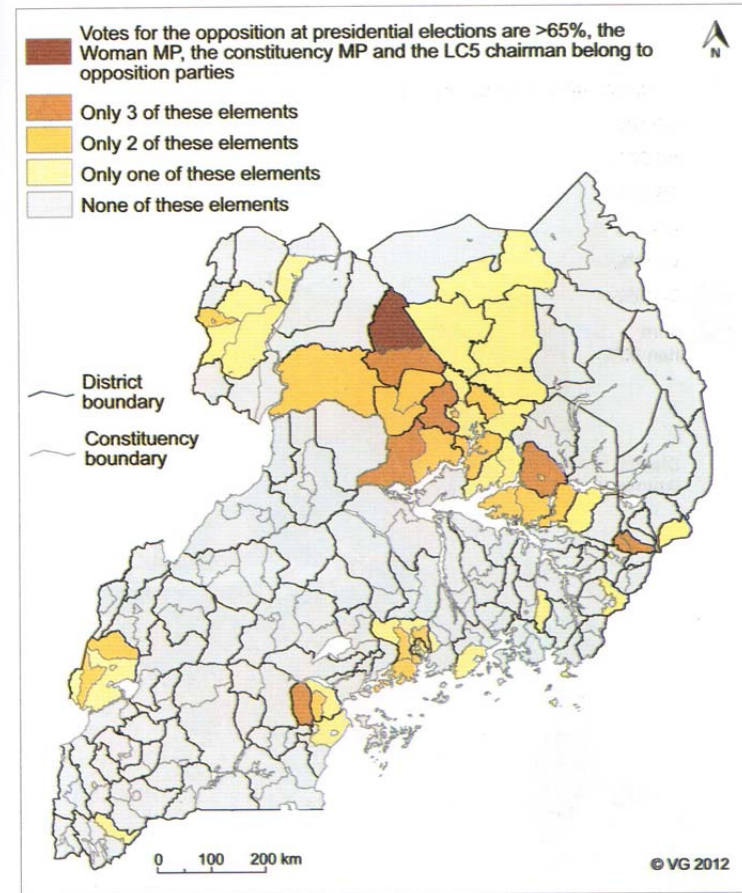 Votes for the opposition at presidential elections are >65%, the
Woman MP, the constituency MP and the LC5 chairman belong to
opposition parties
N
Only 3 of these elements
Only 2 of these elements
Only one of these elements
None of these elements
District
boundary
Constituency
boundary
0 100 200 km
© VG 2012